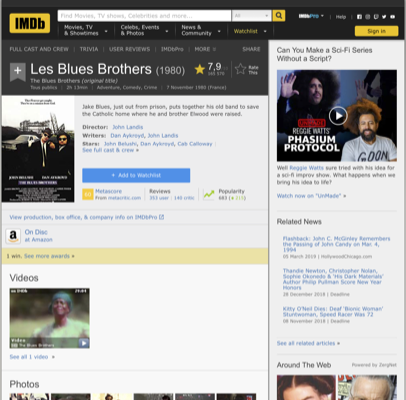 IMDb
Find Movies, TV shows, Celebrities and more...
All
IMDbPro
Help
Movies, TV
& Showtimes
Celebs, Events
& Photos
News &
Community
Watchlist
Sign in
FULL CAST AND CREW | TRIVIA | USER REVIEWS | IMDbPro | MORE
SHARE
Les Blues Brothers (1980)
The Blues Brothers (original title)
Tous publics | 2h 13min | Adventure, Comedy, Crime | 7 November 1980 (France)
7,9
Rate
This
Jake Blues, just out from prison, puts together his old band to save
the Catholic home where he and brother Elwood were raised.
Director: John Landis
Writers: Dan Aykroyd, John Landis
Stars: John Belushi, Dan Aykroyd, Cab Calloway |
See full cast & crew »
JOHN BELUSHI DAN AYKROYD
THE BLUES BROTHERS
+ Add to Watchlist
Metascore
From metacritic.com
Reviews
353 user | 140 critic
Popularity
683
View production, box office, & company info on IMDbPro
On Disc
at Amazon
1 win. See more awards »
Videos
Video
The Blues Brothers
See all 1 video »
Photos
Can You Make a Sci-Fi Series
Without a Script?
REGGIE WATTS'
PHASIUM
PROTOCOL
Well Reggie Watts sure tried with his idea for
a sci-fi improv show. What happens when we
bring his idea to life?
Watch now on "UnMade" »
Related News
Flashback: John C. McGinley Remembers
the Passing of John Candy on Mar. 4,
1994
05 March 2019 | HollywoodChicago.com
Thandie Newton, Christopher Nolan,
Sophie Okonedo & 'His Dark Materials'
Author Philip Pullman Score New Year
Honors
28 December 2018 | Deadline
Kitty O'Neil Dies: Deaf 'Bionic Woman'
Stuntwoman, Speed Racer Was 72
06 November 2018 | Deadline
See all related articles »
Around The Web
Powered by ZergNet